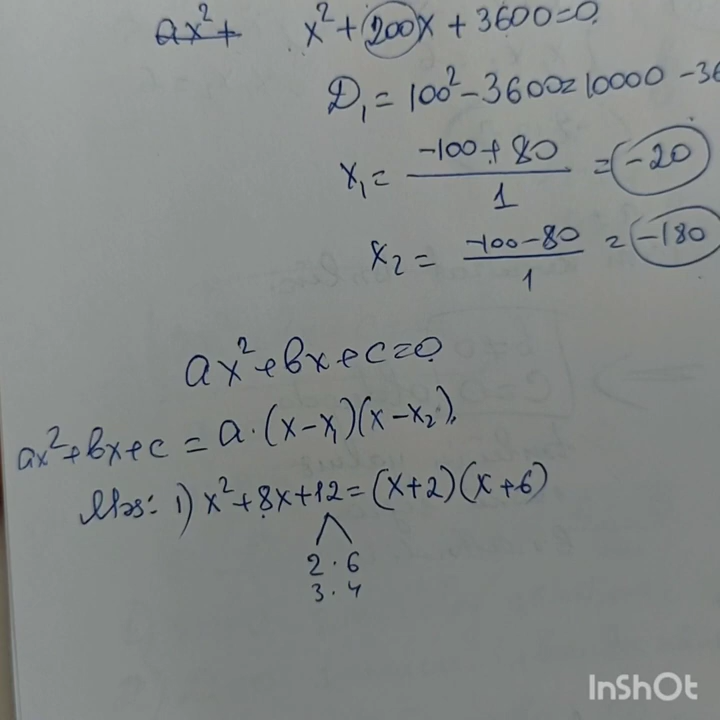 ax²+ x²+200x+3600=0
D₁=100²-3600=10000-36
x₁= -100+80 / 1 = -20
x₂= -100-80 / 1 = -180
ax²+bx+c=0
ax²+bx+c=a·(x-x₁)(x-x₂).
1) x²+8x+12=(x+2)(x+6)
2·6
3·4
InShOt